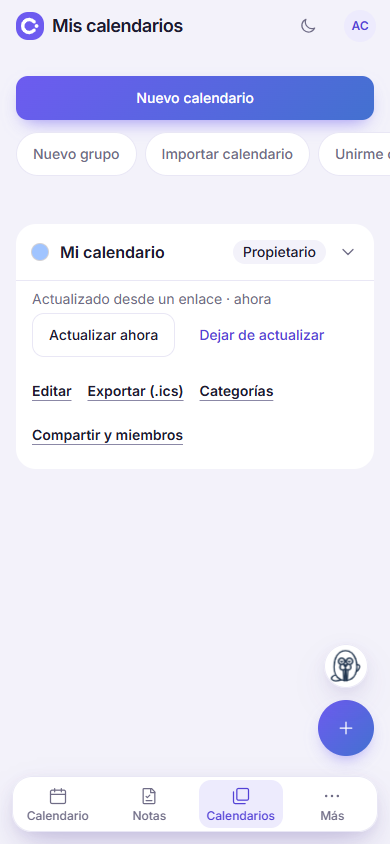 Mis calendarios
AC
Nuevo calendario
Nuevo grupo
Importar calendario
Unirme
Mi calendario
Propietario
Actualizado desde un enlace · ahora
Actualizar ahora
Dejar de actualizar
Editar
Exportar (.ics)
Categorías
Compartir y miembros
Calendario
Notas
Calendarios
Más